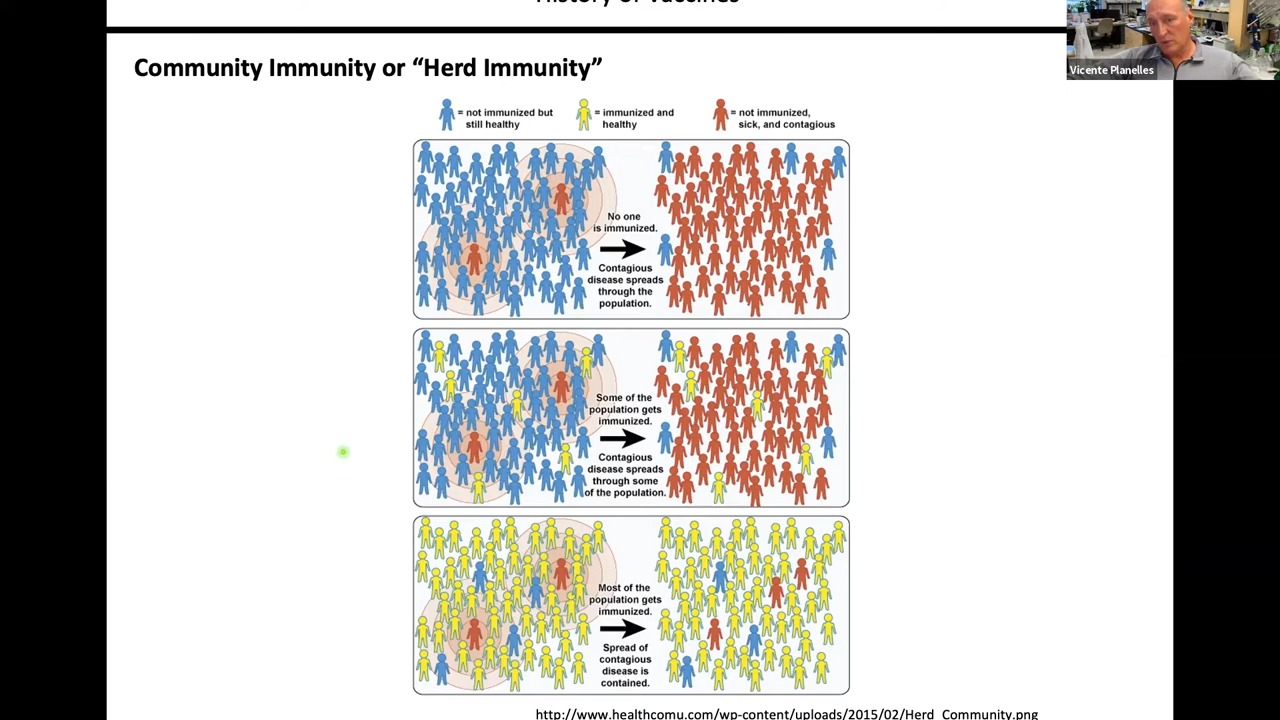 History of Vaccines
Vicente Planelles
Community Immunity or “Herd Immunity”
= not immunized but
still healthy
= immunized and
healthy
= not immunized,
sick, and contagious
No one
is immunized.
Contagious
disease spreads
through the
population.
Some of the
population gets
immunized.
Contagious
disease spreads
through some
of the population.
Most of the
population gets
immunized.
Spread of
contagious
disease is
contained.
http://www.healthcomu.com/wp-content/uploads/2015/02/Herd_Community.png